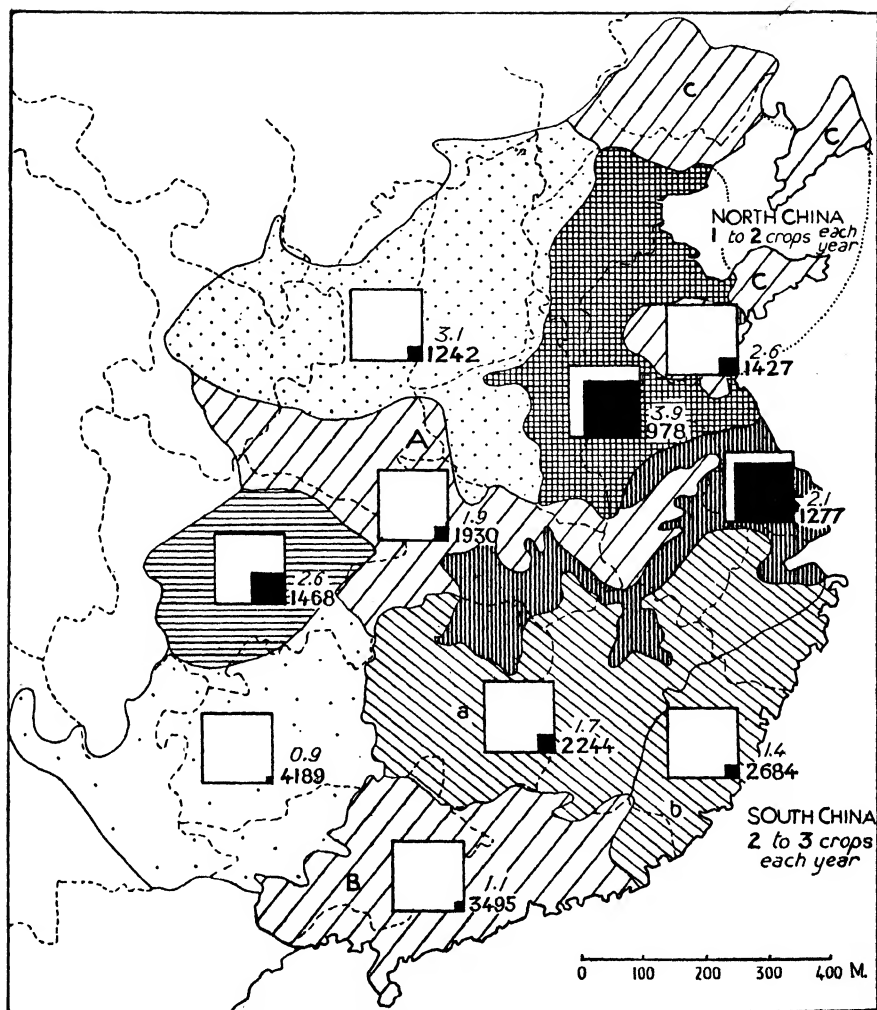 C
C
NORTH CHINA
1 to 2 crops each
year
C
3.1
1242
2.6
1427
3.9
978
A
1.9
1930
2.1
1277
2.6
1468
a
1.7
2244
1.4
2684
0.9
4189
b
SOUTH CHINA
2 to 3 crops
each year
B
1.1
3495
0 100 200 300 400 M.